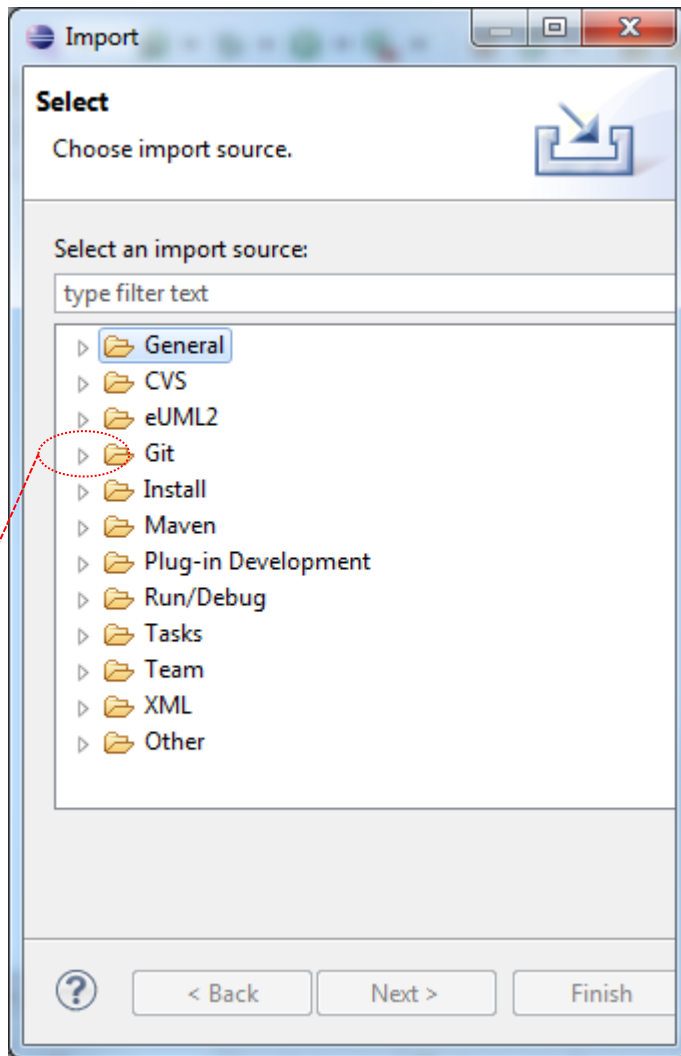 Import
Select
Choose import source.
Select an import source:
type filter text
General
CVS
eUML2
Git
Install
Maven
Plug-in Development
Run/Debug
Tasks
Team
XML
Other
? < Back Next > Finish